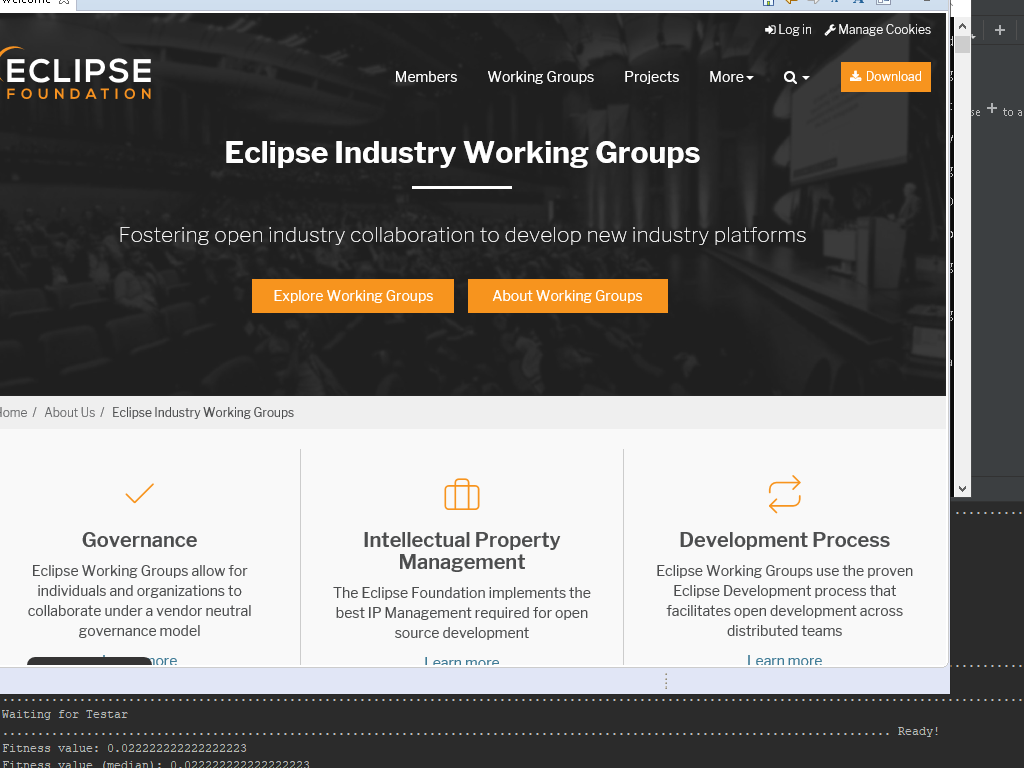 Log in Manage Cookies
ECLIPSE
FOUNDATION
Members Working Groups Projects More Download
Eclipse Industry Working Groups
Fostering open industry collaboration to develop new industry platforms
Explore Working Groups About Working Groups
Home / About Us / Eclipse Industry Working Groups
Governance
Eclipse Working Groups allow for
individuals and organizations to
collaborate under a vendor neutral
governance model
more
Intellectual Property
Management
The Eclipse Foundation implements the
best IP Management required for open
source development
Learn more
Development Process
Eclipse Working Groups use the proven
Eclipse Development process that
facilitates open development across
distributed teams
Learn more
to a
Waiting for Testar
Ready!
Fitness value: 0.022222222222222223
Fitness value (median): 0.022222222222222223